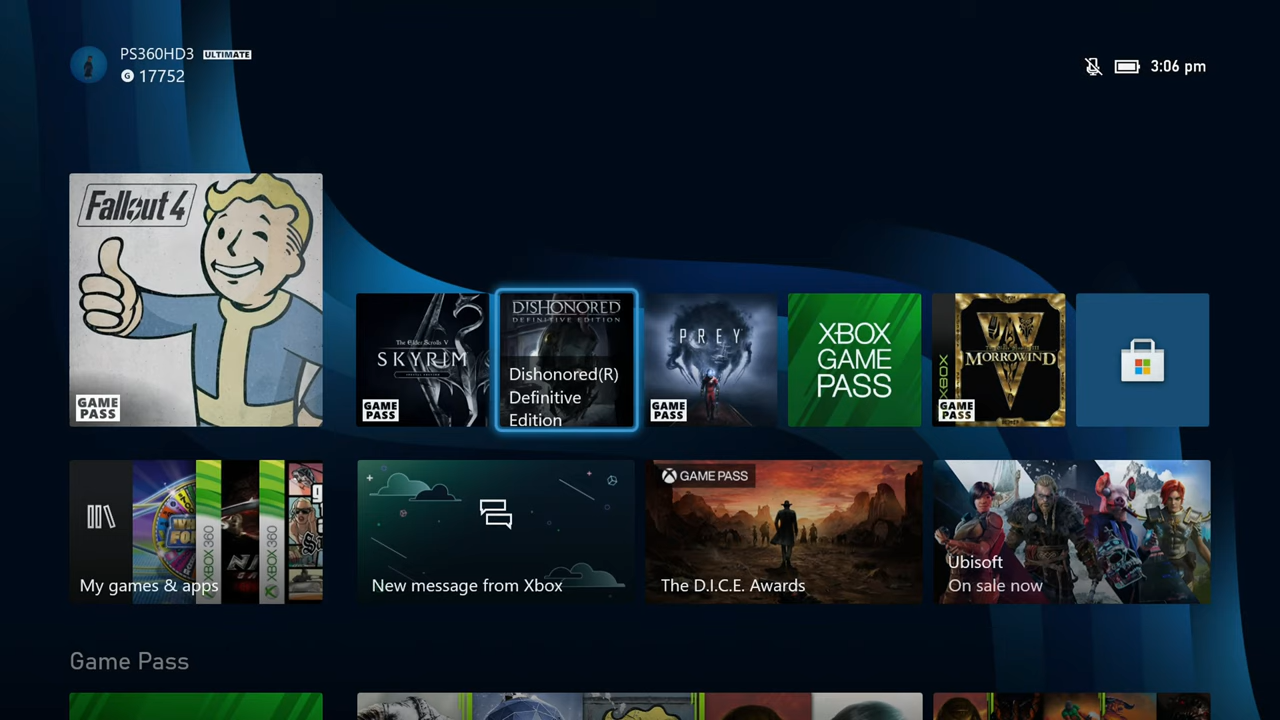 PS360HD3 ULTIMATE
G 17752
3:06 pm
Fallout 4
GAME
PASS
The Elder Scrolls V
SKYRIM
GAME
PASS
DISHONORED
DEFINITIVE EDITION
Dishonored(R)
Definitive
Edition
PREY
GAME
PASS
XBOX
GAME
PASS
XBOX
MORROWIND
GAME
PASS
My games & apps
XBOX 360
XBOX 360
New message from Xbox
GAME PASS
The D.I.C.E. Awards
Ubisoft
On sale now
Game Pass